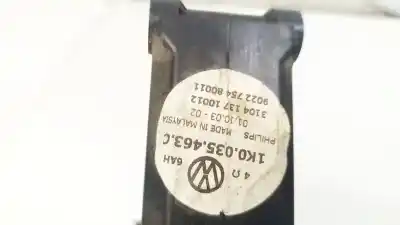 4 Ω 6AH
1K0.035.463.C
PHILIPS MADE IN MALAYSIA
01/10.03 - 02
3104 137 10012
9022 754 80011